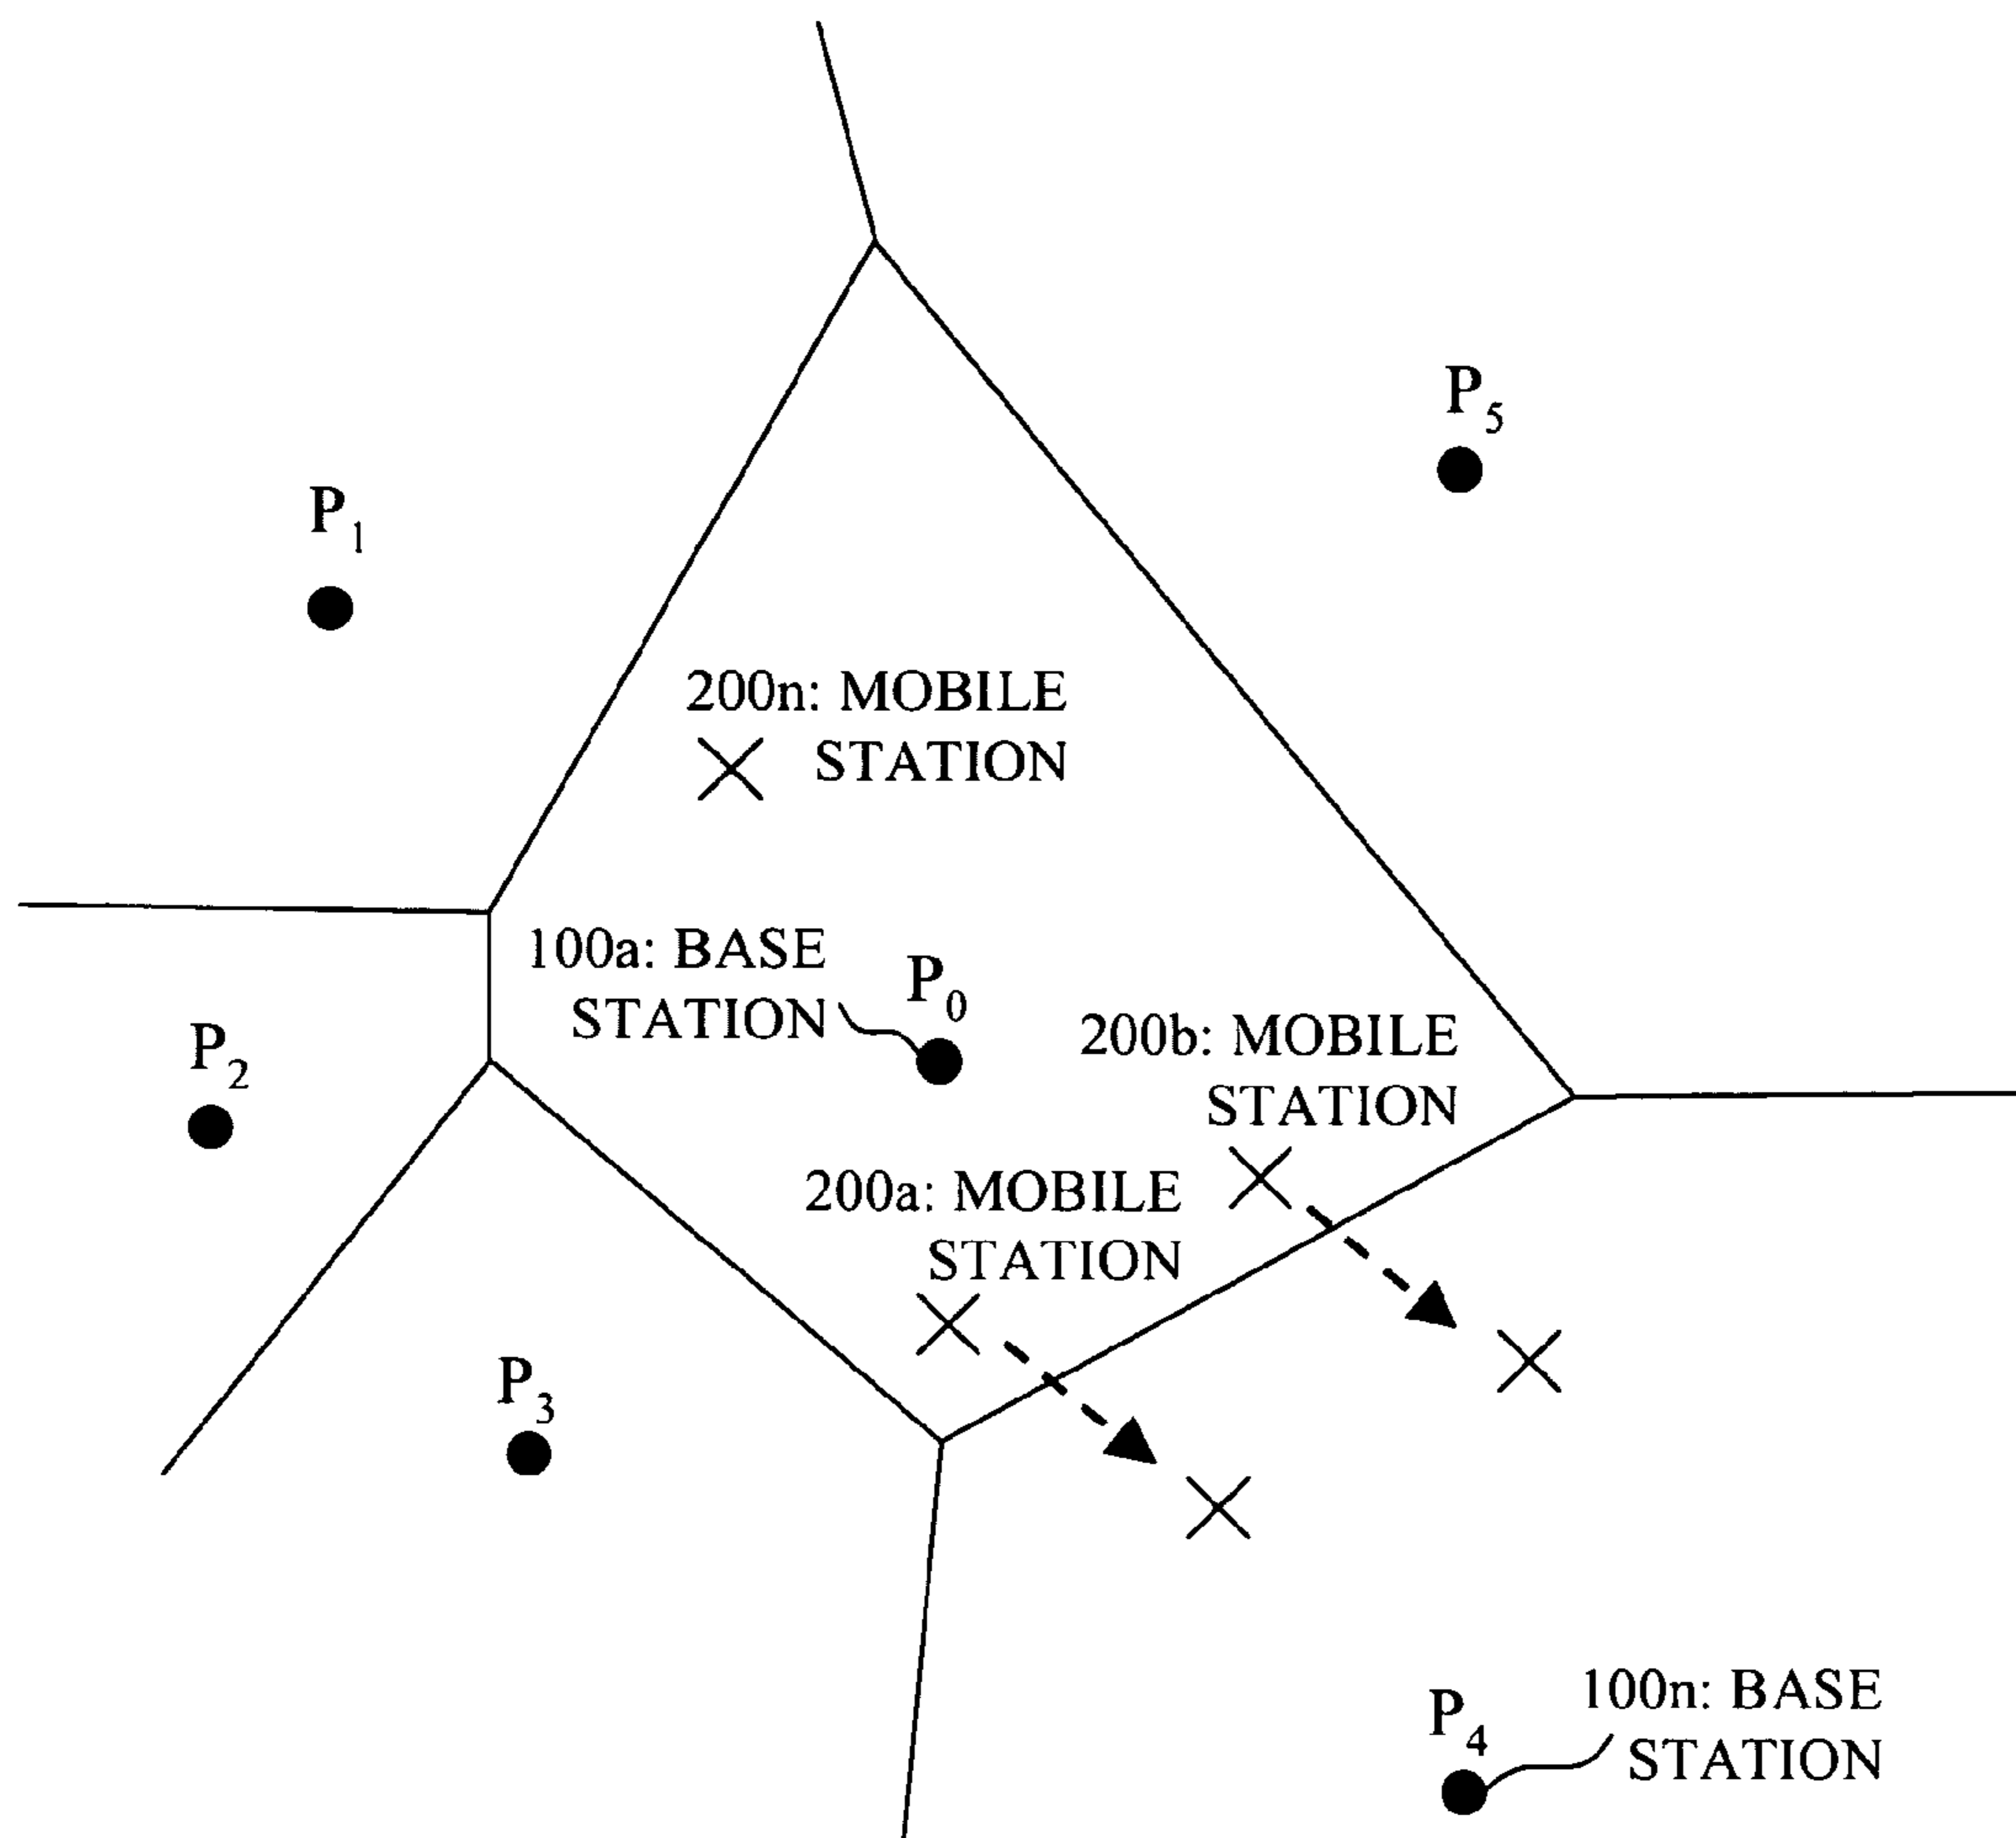 P5
P1
200n: MOBILE
STATION
100a: BASE
STATION
P0
200b: MOBILE
STATION
P2
200a: MOBILE
STATION
P3
100n: BASE
STATION
P4